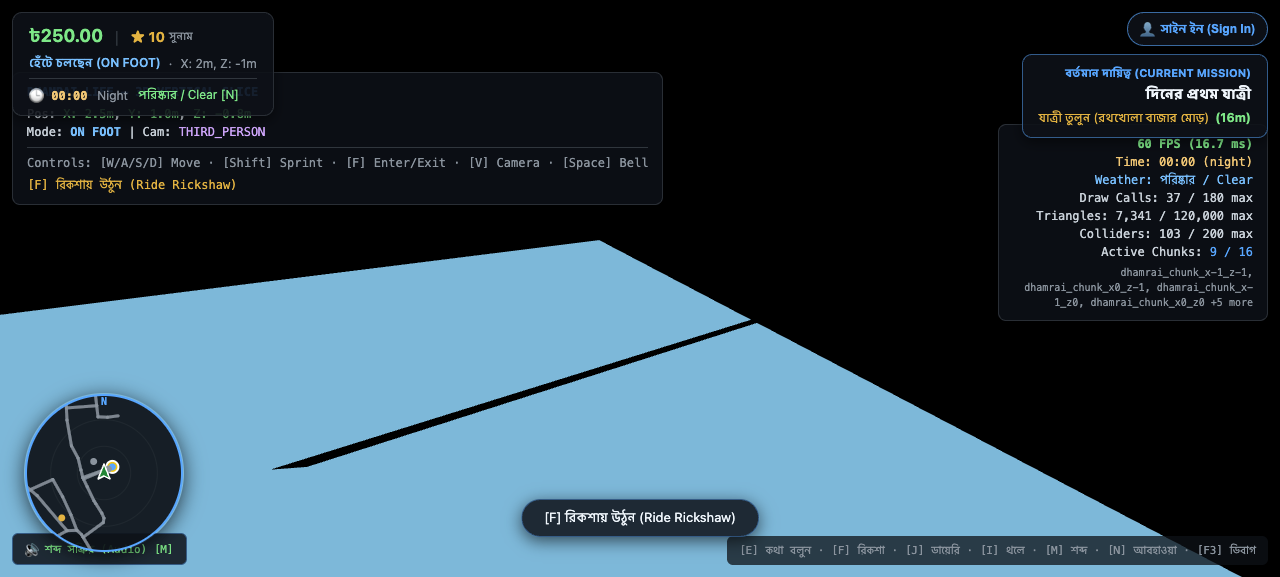 ৳250.00 | ⭐ 10 সুনাম
হেঁটে চলছেন (ON FOOT) · X: 2m, Z: -1m
🕒 00:00 Night পরিষ্কার / Clear [N]
Mode: ON FOOT | Cam: THIRD_PERSON
Controls: [W/A/S/D] Move · [Shift] Sprint · [F] Enter/Exit · [V] Camera · [Space] Bell
[F] রিকশায় উঠুন (Ride Rickshaw)
👤 সাইন ইন (Sign In)
বর্তমান দায়িত্ব (CURRENT MISSION)
দিনের প্রথম যাত্রী
যাত্রী তুলুন (রথখোলা বাজার মোড়) (16m)
60 FPS (16.7 ms)
Time: 00:00 (night)
Weather: পরিষ্কার / Clear
Draw Calls: 37 / 180 max
Triangles: 7,341 / 120,000 max
Colliders: 103 / 200 max
Active Chunks: 9 / 16
dhamrai_chunk_x-1_z-1,
dhamrai_chunk_x0_z-1, dhamrai_chunk_x-
1_z0, dhamrai_chunk_x0_z0 +5 more
N
[F] রিকশায় উঠুন (Ride Rickshaw)
🔊 শব্দ [M]
[E] কথা বলুন · [F] রিকশা · [J] ডায়েরি · [I] থলে · [M] শব্দ · [N] আবহাওয়া · [F3] ডিবাগ